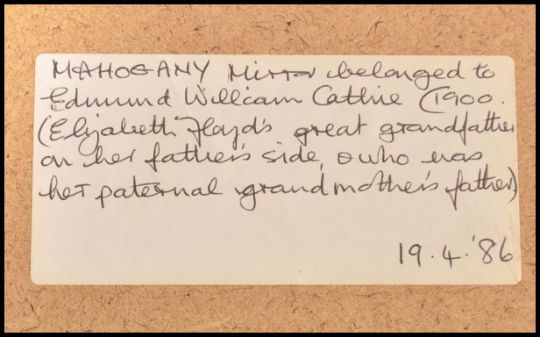 MAHOGANY Mirror belonged to
Edmund William Cathie (1900.
(Elizabeth Floyd's great grandfather
on her father's side, & who was
her paternal grandmother's father)
19.4.'86